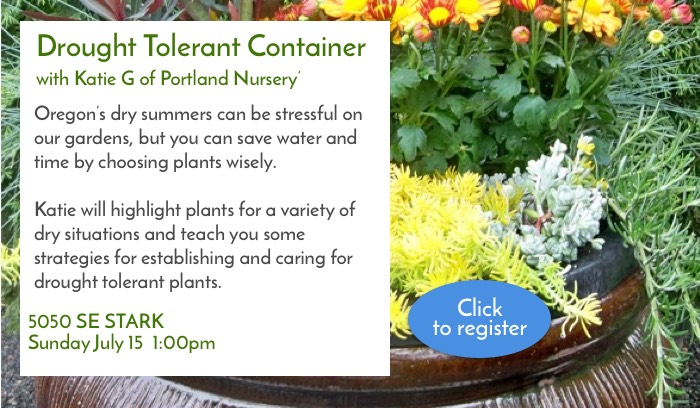 Drought Tolerant Container
with Katie G of Portland Nursery'
Oregon's dry summers can be stressful on
our gardens, but you can save water and
time by choosing plants wisely.
Katie will highlight plants for a variety of
dry situations and teach you some
strategies for establishing and caring for
drought tolerant plants.
5050 SE STARK
Sunday July 15 1:00pm
Click
to register